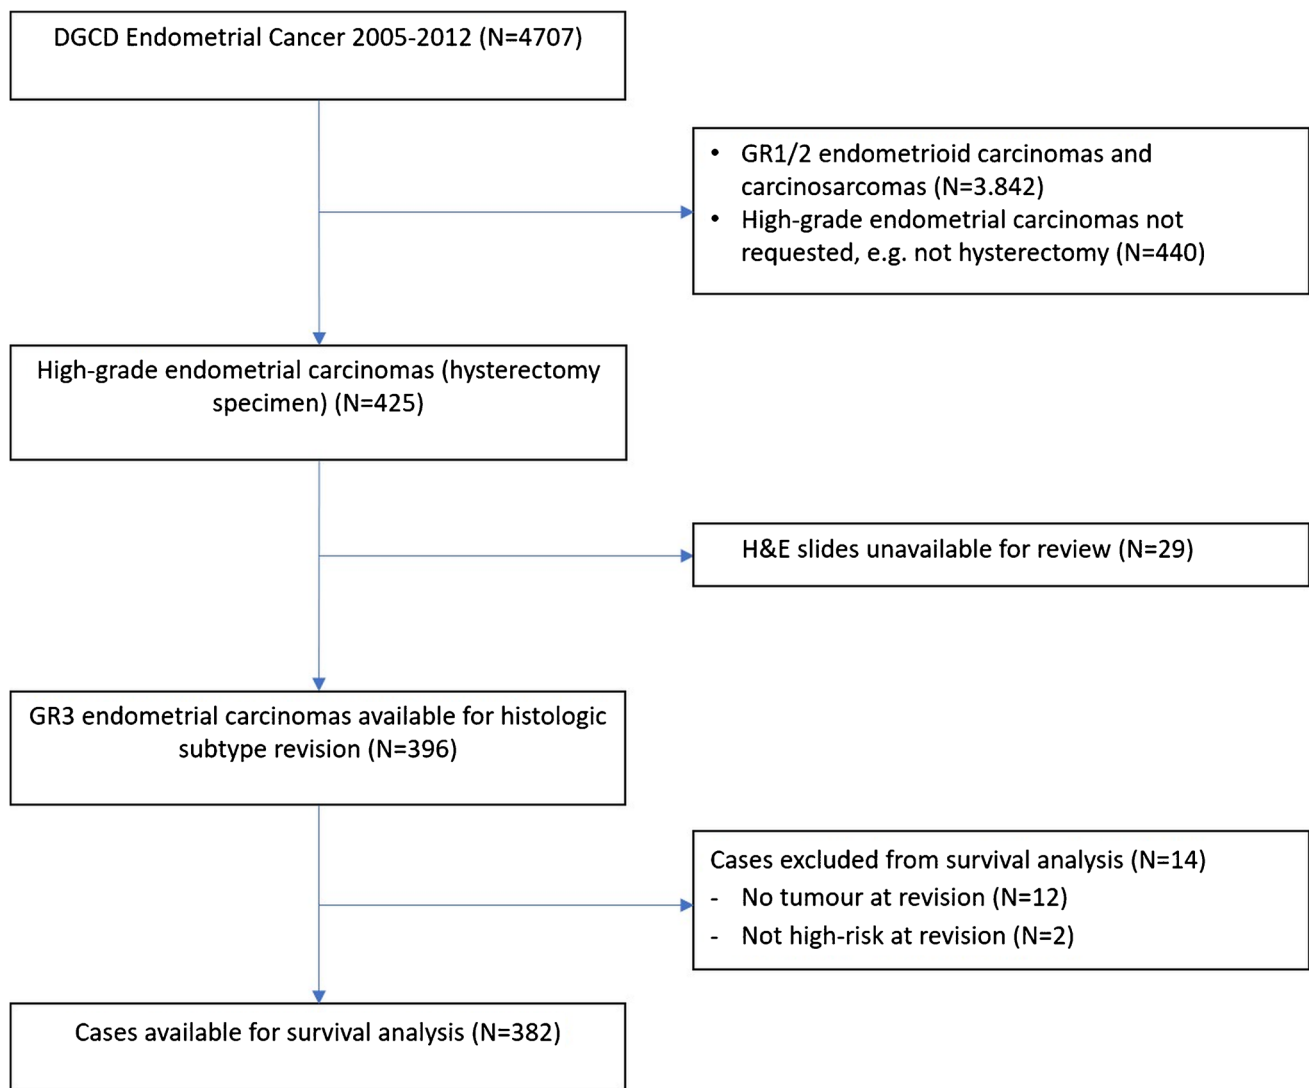 DGCD Endometrial Cancer 2005-2012 (N=4707)
• GR1/2 endometrioid carcinomas and
carcinosarcomas (N=3.842)
• High-grade endometrial carcinomas not
requested, e.g. not hysterectomy (N=440)
High-grade endometrial carcinomas (hysterectomy
specimen) (N=425)
H&E slides unavailable for review (N=29)
GR3 endometrial carcinomas available for histologic
subtype revision (N=396)
Cases excluded from survival analysis (N=14)
- No tumour at revision (N=12)
- Not high-risk at revision (N=2)
Cases available for survival analysis (N=382)